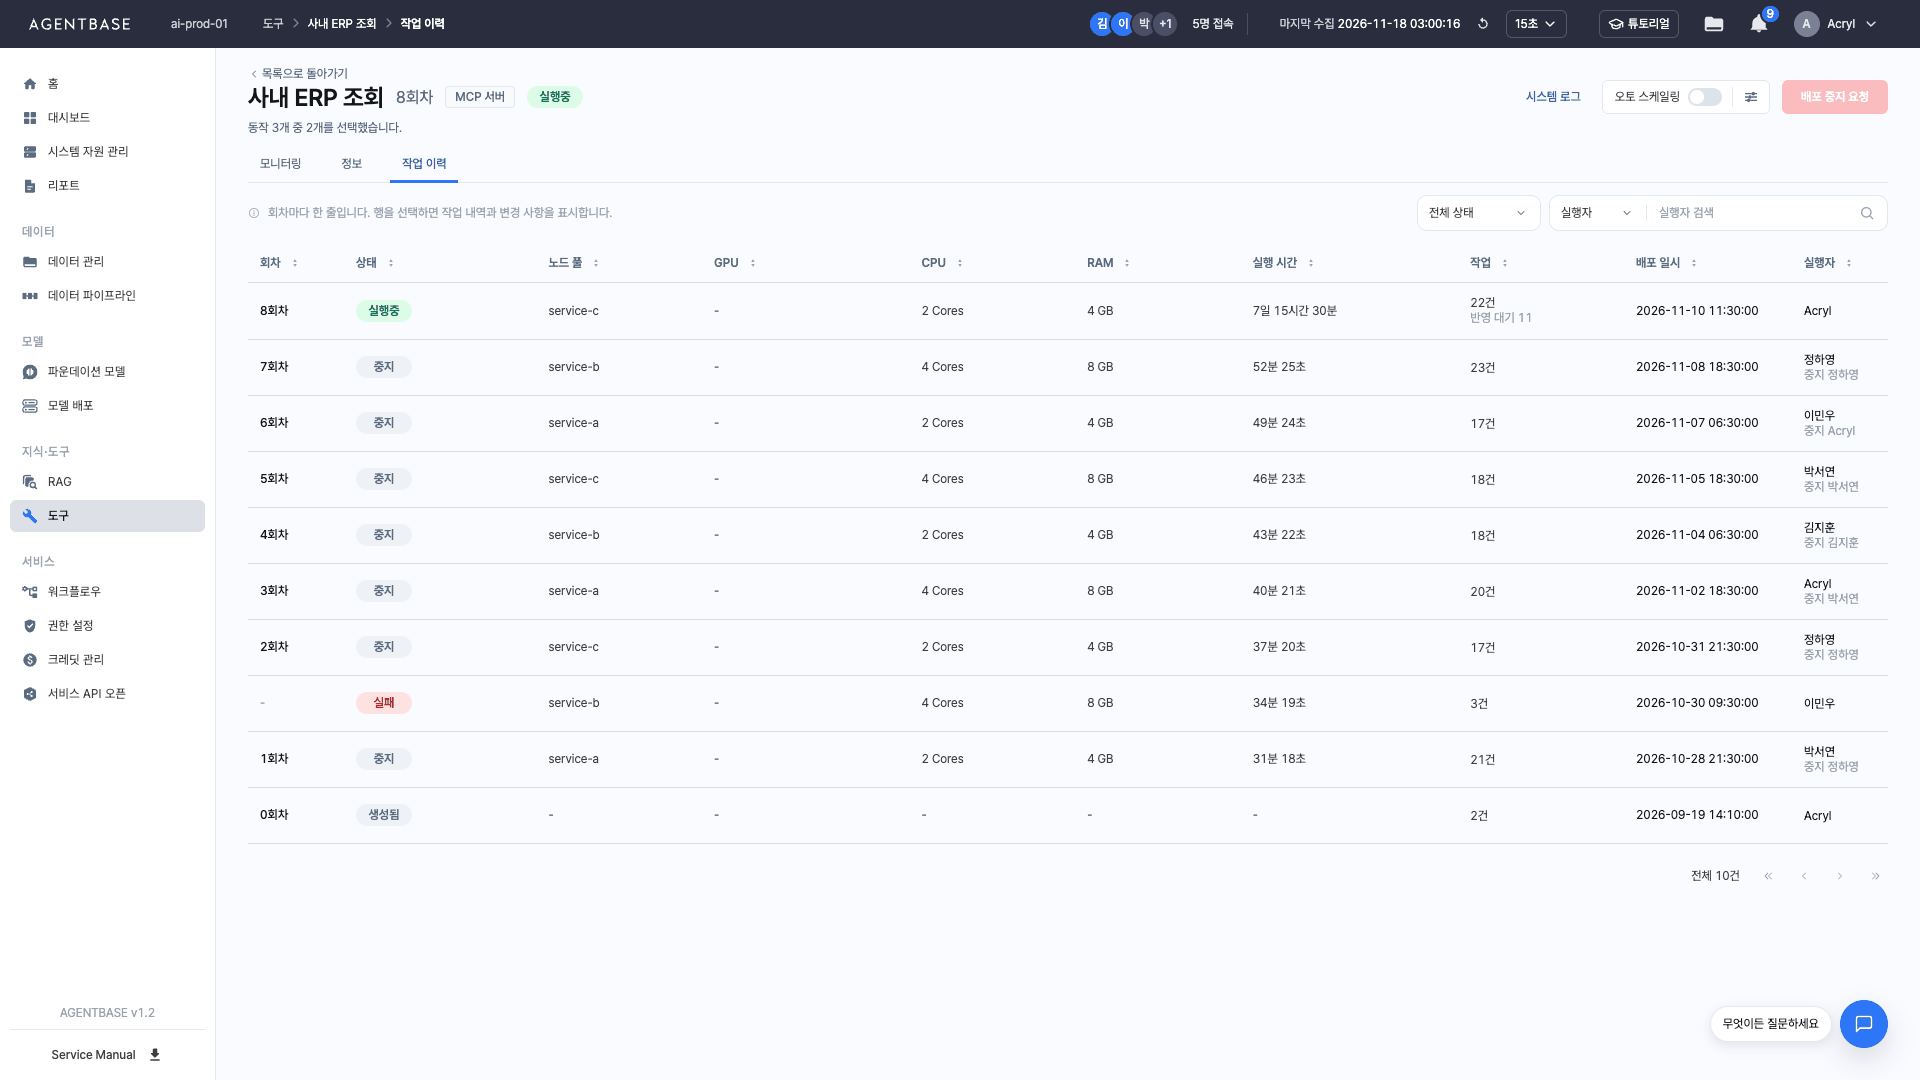 AGENTBASE
ai-prod-01
도구 > 사내 ERP 조회 > 작업 이력
김 이 박 +1 5명 접속
마지막 수집 2026-11-18 03:00:16
15초
튜토리얼
9
A Acryl
홈
대시보드
시스템 자원 관리
리포트
데이터
데이터 관리
데이터 파이프라인
모델
파운데이션 모델
모델 배포
지식·도구
RAG
도구
서비스
워크플로우
권한 설정
크레딧 관리
서비스 API 오픈
AGENTBASE v1.2
Service Manual
목록으로 돌아가기
사내 ERP 조회 8회차 MCP 서버 실행중
동작 3개 중 2개를 선택했습니다.
시스템 로그
오토 스케일링
배포 중지 요청
모니터링 정보 작업 이력
회차마다 한 줄입니다. 행을 선택하면 작업 내역과 변경 사항을 표시합니다.
전체 상태
실행자 실행자 검색
회차 상태 노드 풀 GPU CPU RAM 실행 시간 작업 배포 일시 실행자
8회차 실행중 service-c - 2 Cores 4 GB 7일 15시간 30분 22건 2026-11-10 11:30:00 Acryl
반영 대기 11
7회차 중지 service-b - 4 Cores 8 GB 52분 25초 23건 2026-11-08 18:30:00 정하영
중지 정하영
6회차 중지 service-a - 2 Cores 4 GB 49분 24초 17건 2026-11-07 06:30:00 이민우
중지 Acryl
5회차 중지 service-c - 4 Cores 8 GB 46분 23초 18건 2026-11-05 18:30:00 박서연
중지 박서연
4회차 중지 service-b - 2 Cores 4 GB 43분 22초 18건 2026-11-04 06:30:00 김지훈
중지 김지훈
3회차 중지 service-a - 4 Cores 8 GB 40분 21초 20건 2026-11-02 18:30:00 Acryl
중지 박서연
2회차 중지 service-c - 2 Cores 4 GB 37분 20초 17건 2026-10-31 21:30:00 정하영
중지 정하영
- 실패 service-b - 4 Cores 8 GB 34분 19초 3건 2026-10-30 09:30:00 이민우
1회차 중지 service-a - 2 Cores 4 GB 31분 18초 21건 2026-10-28 21:30:00 박서연
중지 정하영
0회차 생성됨 - - - - - 2건 2026-09-19 14:10:00 Acryl
전체 10건
무엇이든 질문하세요